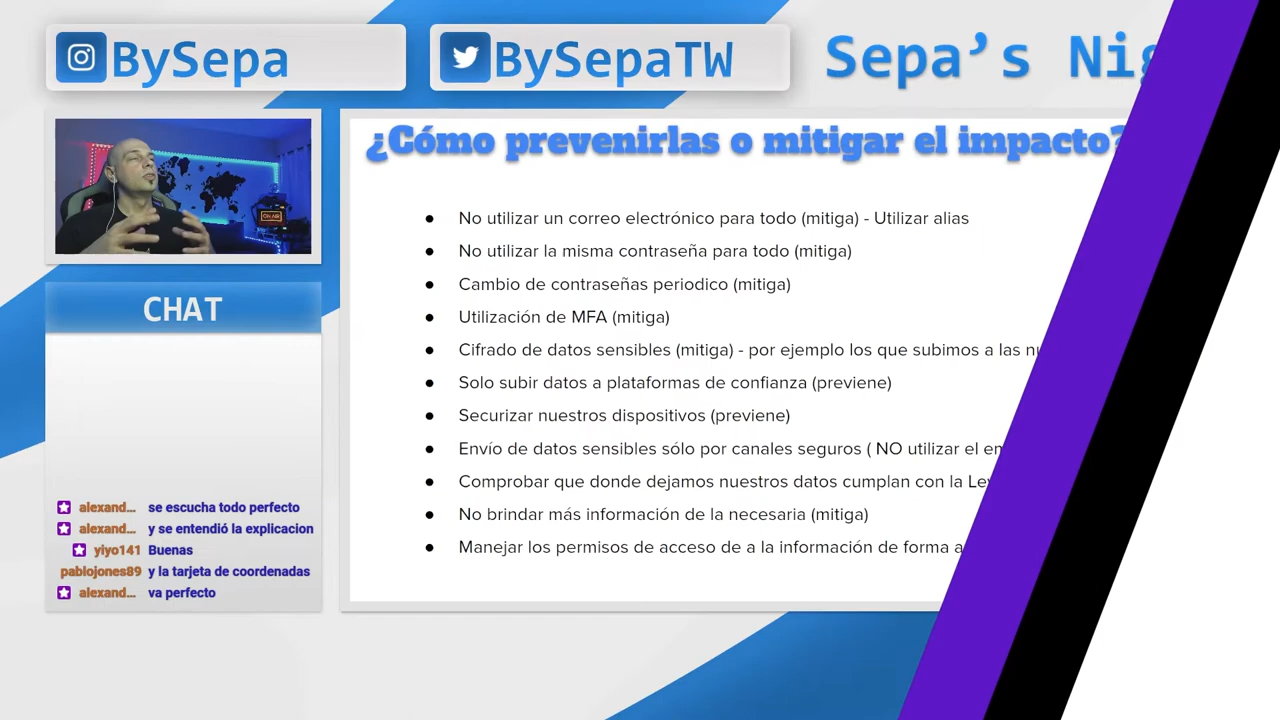 BySepa
BySepaTW
Sepa's
¿Cómo prevenirlas o mitigar el impacto?
ON AIR
CHAT
● No utilizar un correo electrónico para todo (mitiga) - Utilizar alias
● No utilizar la misma contraseña para todo (mitiga)
● Cambio de contraseñas periodico (mitiga)
● Utilización de MFA (mitiga)
● Cifrado de datos sensibles (mitiga) - por ejemplo los que subimos a las
● Solo subir datos a plataformas de confianza (previene)
● Securizar nuestros dispositivos (previene)
● Envío de datos sensibles sólo por canales seguros ( NO utilizar el
● Comprobar que donde dejamos nuestros datos cumplan con la
● No brindar más información de la necesaria (mitiga)
● Manejar los permisos de acceso de a la información de forma
alexand... se escucha todo perfecto
alexand... y se entendió la explicacion
yiyo141 Buenas
pablojones89 y la tarjeta de coordenadas
alexand... va perfecto